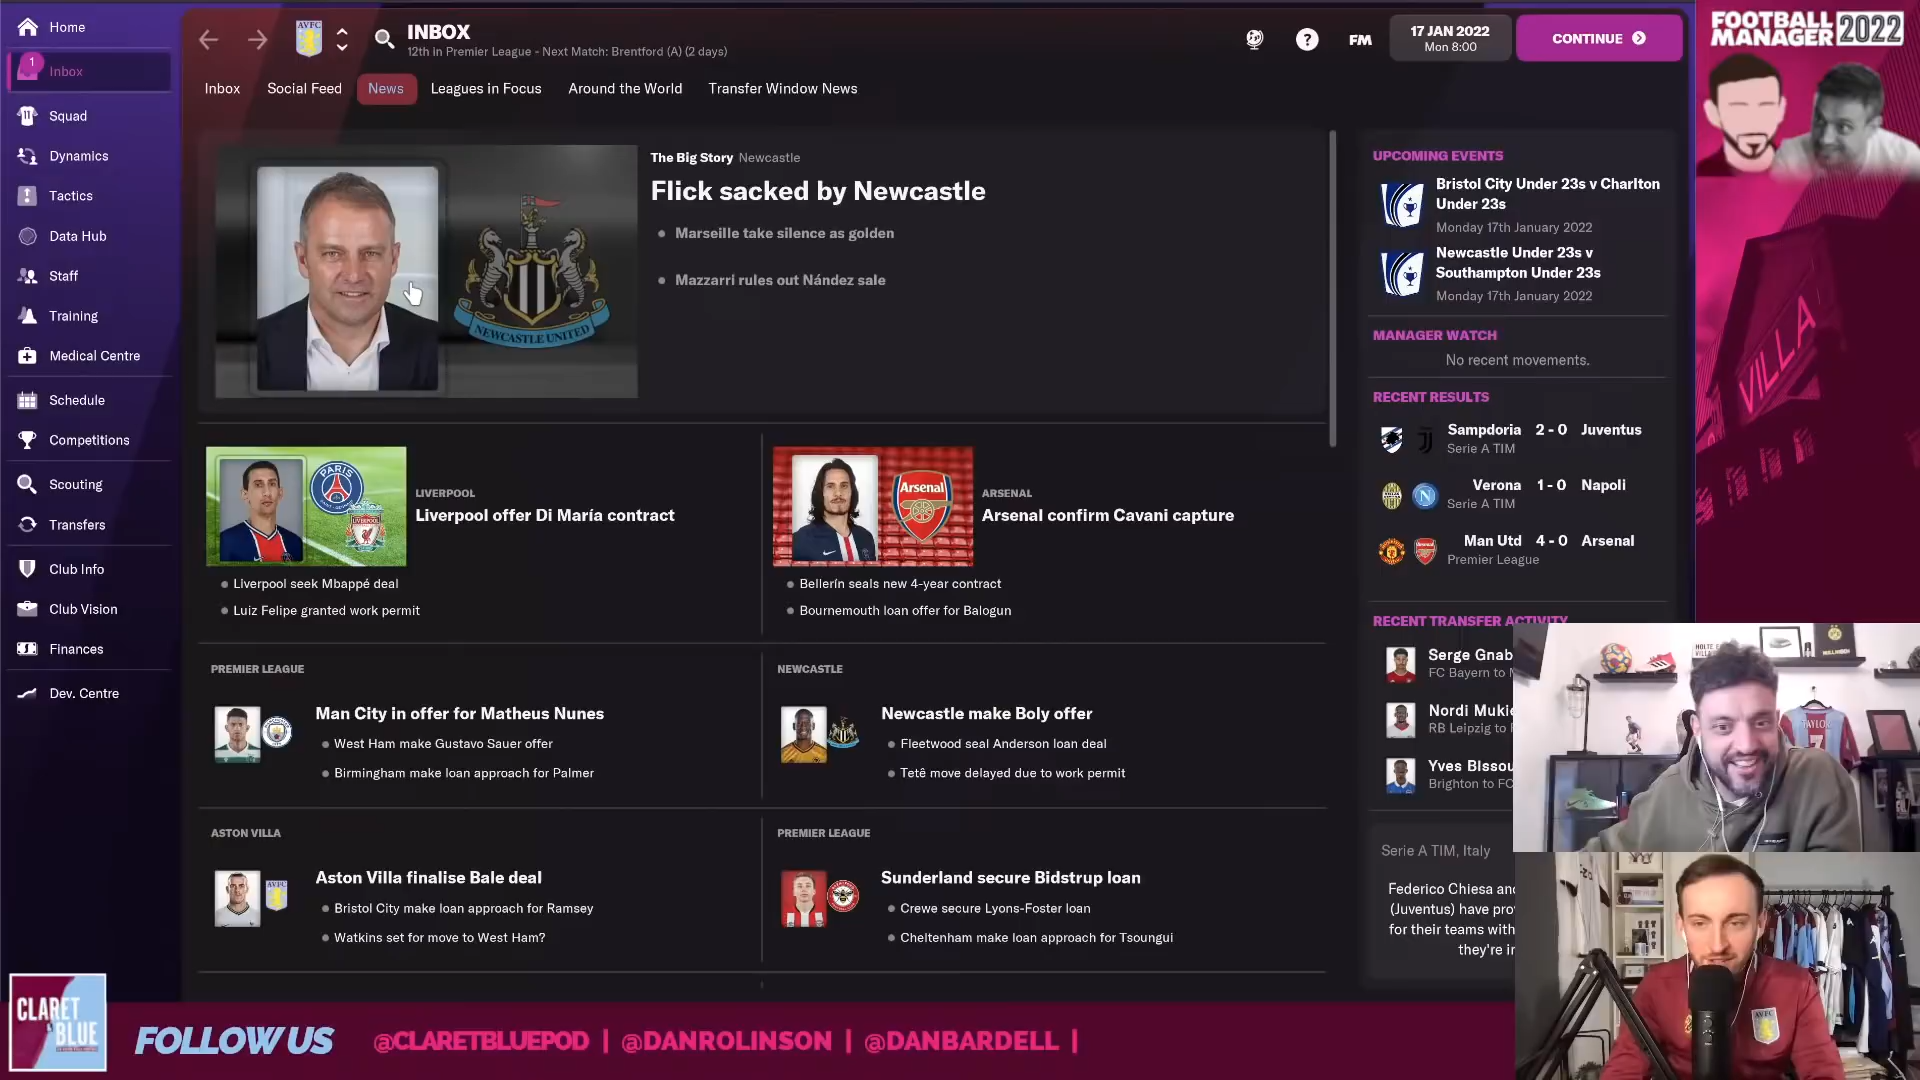 Home
1
Inbox
Squad
Dynamics
Tactics
Data Hub
Staff
Training
Medical Centre
Schedule
Competitions
Scouting
Transfers
Club Info
Club Vision
Finances
Dev. Centre
AVFC
INBOX
12th in Premier League - Next Match: Brentford (A) (2 days)
?
FM
17 JAN 2022
Mon 8:00
CONTINUE
Inbox
Social Feed
News
Leagues in Focus
Around the World
Transfer Window News
The Big Story Newcastle
Flick sacked by Newcastle
Marseille take silence as golden
Mazzarri rules out Nández sale
NEWCASTLE UNITED
PARIS
LIVERPOOL
Liverpool offer Di María contract
Liverpool seek Mbappé deal
Luiz Felipe granted work permit
Arsenal
ARSENAL
Arsenal confirm Cavani capture
Bellerín seals new 4-year contract
Bournemouth loan offer for Balogun
PREMIER LEAGUE
Man City in offer for Matheus Nunes
West Ham make Gustavo Sauer offer
Birmingham make loan approach for Palmer
NEWCASTLE
Newcastle make Boly offer
Fleetwood seal Anderson loan deal
Tetê move delayed due to work permit
ASTON VILLA
AVFC
Aston Villa finalise Bale deal
Bristol City make loan approach for Ramsey
Watkins set for move to West Ham?
PREMIER LEAGUE
Sunderland secure Bidstrup loan
Crewe secure Lyons-Foster loan
Cheltenham make loan approach for Tsoungui
UPCOMING EVENTS
Bristol City Under 23s v Charlton
Under 23s
Monday 17th January 2022
Newcastle Under 23s v
Southampton Under 23s
Monday 17th January 2022
MANAGER WATCH
No recent movements.
RECENT RESULTS
Sampdoria 2 - 0 Juventus
Serie A TIM
Verona 1 - 0 Napoli
Serie A TIM
Man Utd 4 - 0 Arsenal
Premier League
RECENT TRANSFER ACTIVITY
Serge Gnab
FC Bayern to
Nordi Mukie
RB Leipzig to
Yves Bissou
Brighton to FC
Serie A TIM, Italy
Federico Chiesa and
(Juventus) have pro
for their teams with
they're in
FOOTBALL
MANAGER 2022
VILLA
TAYLOR
7
AVFC
CLARET
& BLUE
FOLLOW US
@CLARETBLUEPOD | @DANROLINSON | @DANBARDELL |